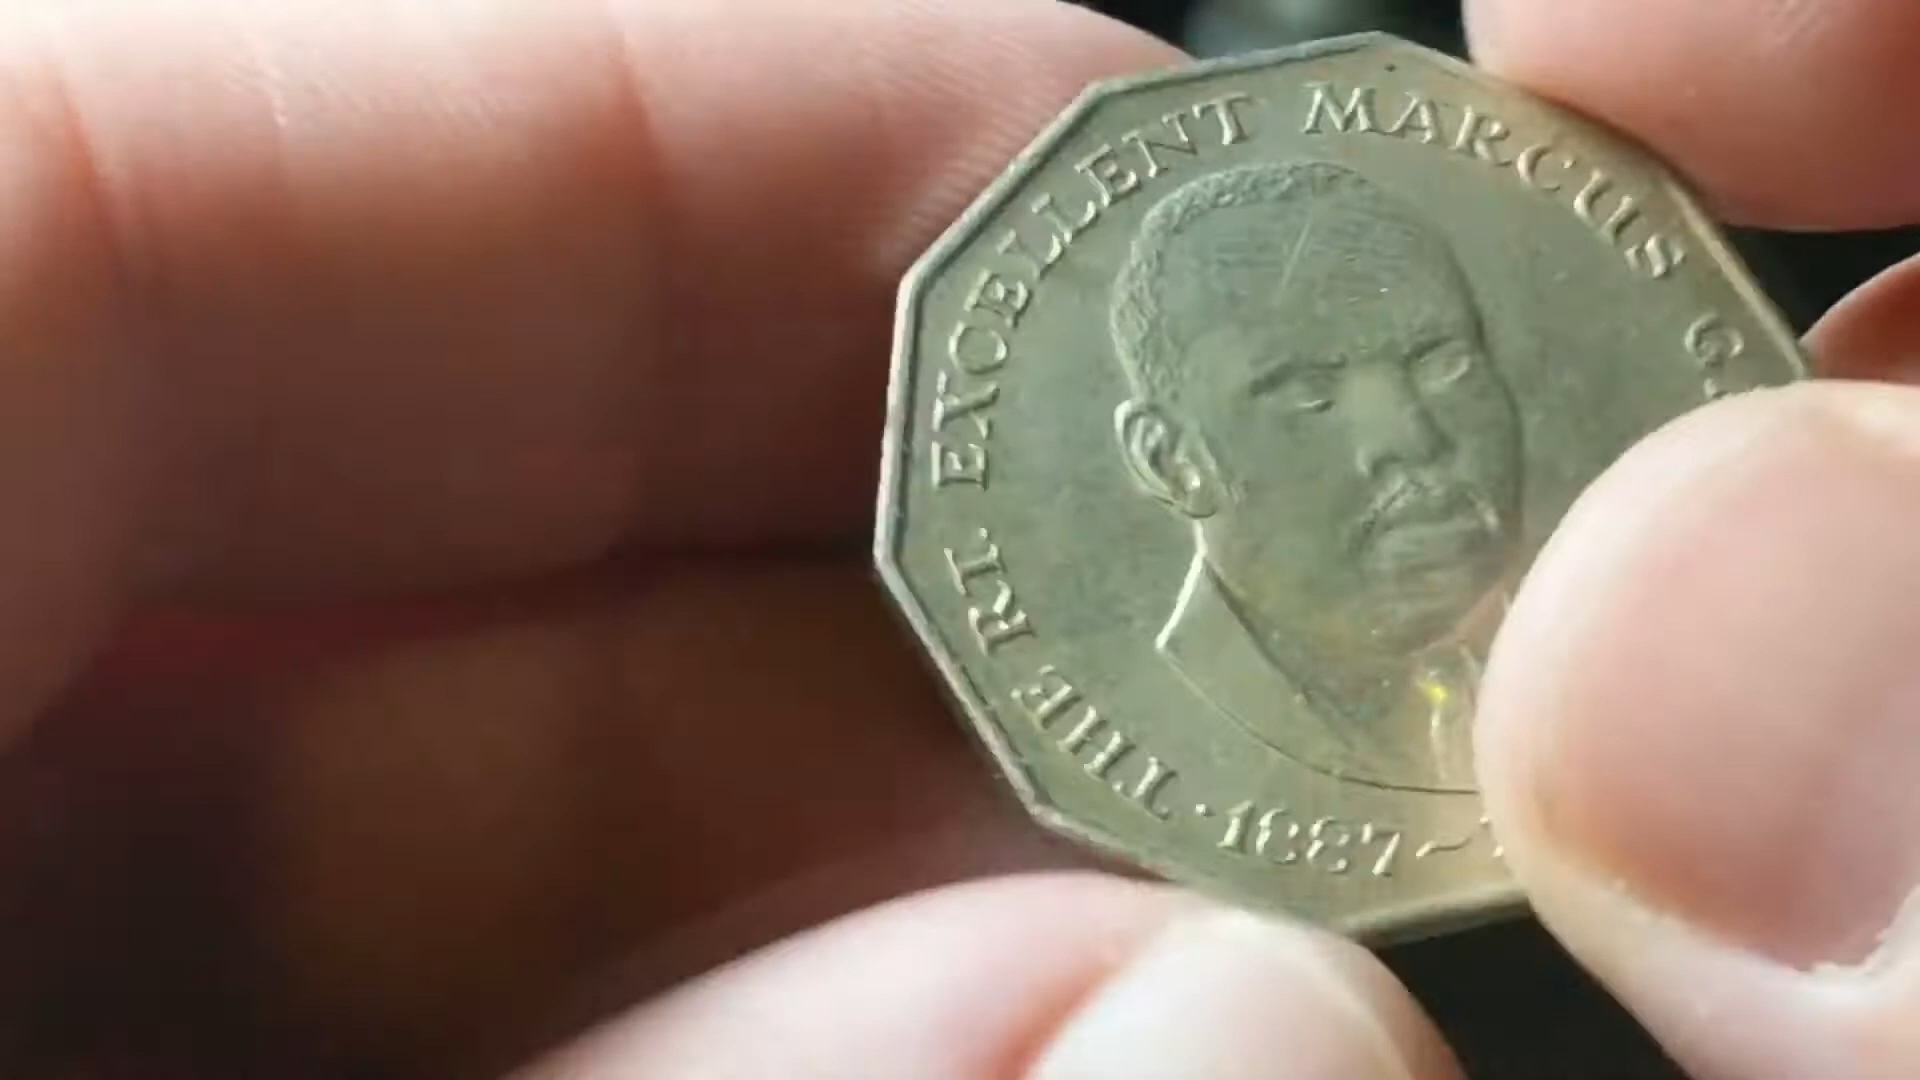 THE RT. EXCELLENT MARCUS G.
· 1887 ~